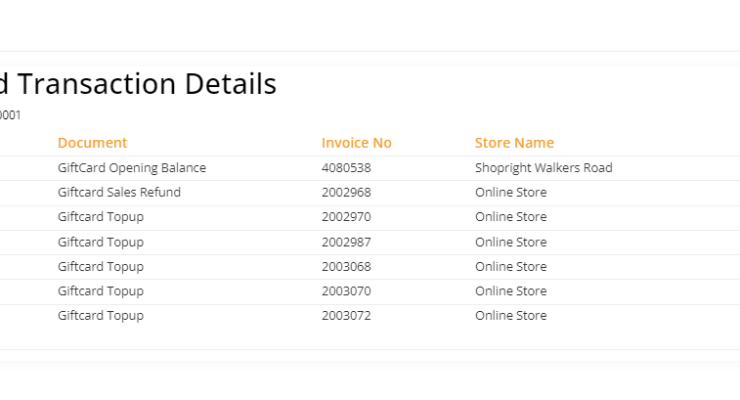 d Transaction Details
0001
Document Invoice No Store Name
GiftCard Opening Balance 4080538 Shopright Walkers Road
Giftcard Sales Refund 2002968 Online Store
Giftcard Topup 2002970 Online Store
Giftcard Topup 2002987 Online Store
Giftcard Topup 2003068 Online Store
Giftcard Topup 2003070 Online Store
Giftcard Topup 2003072 Online Store